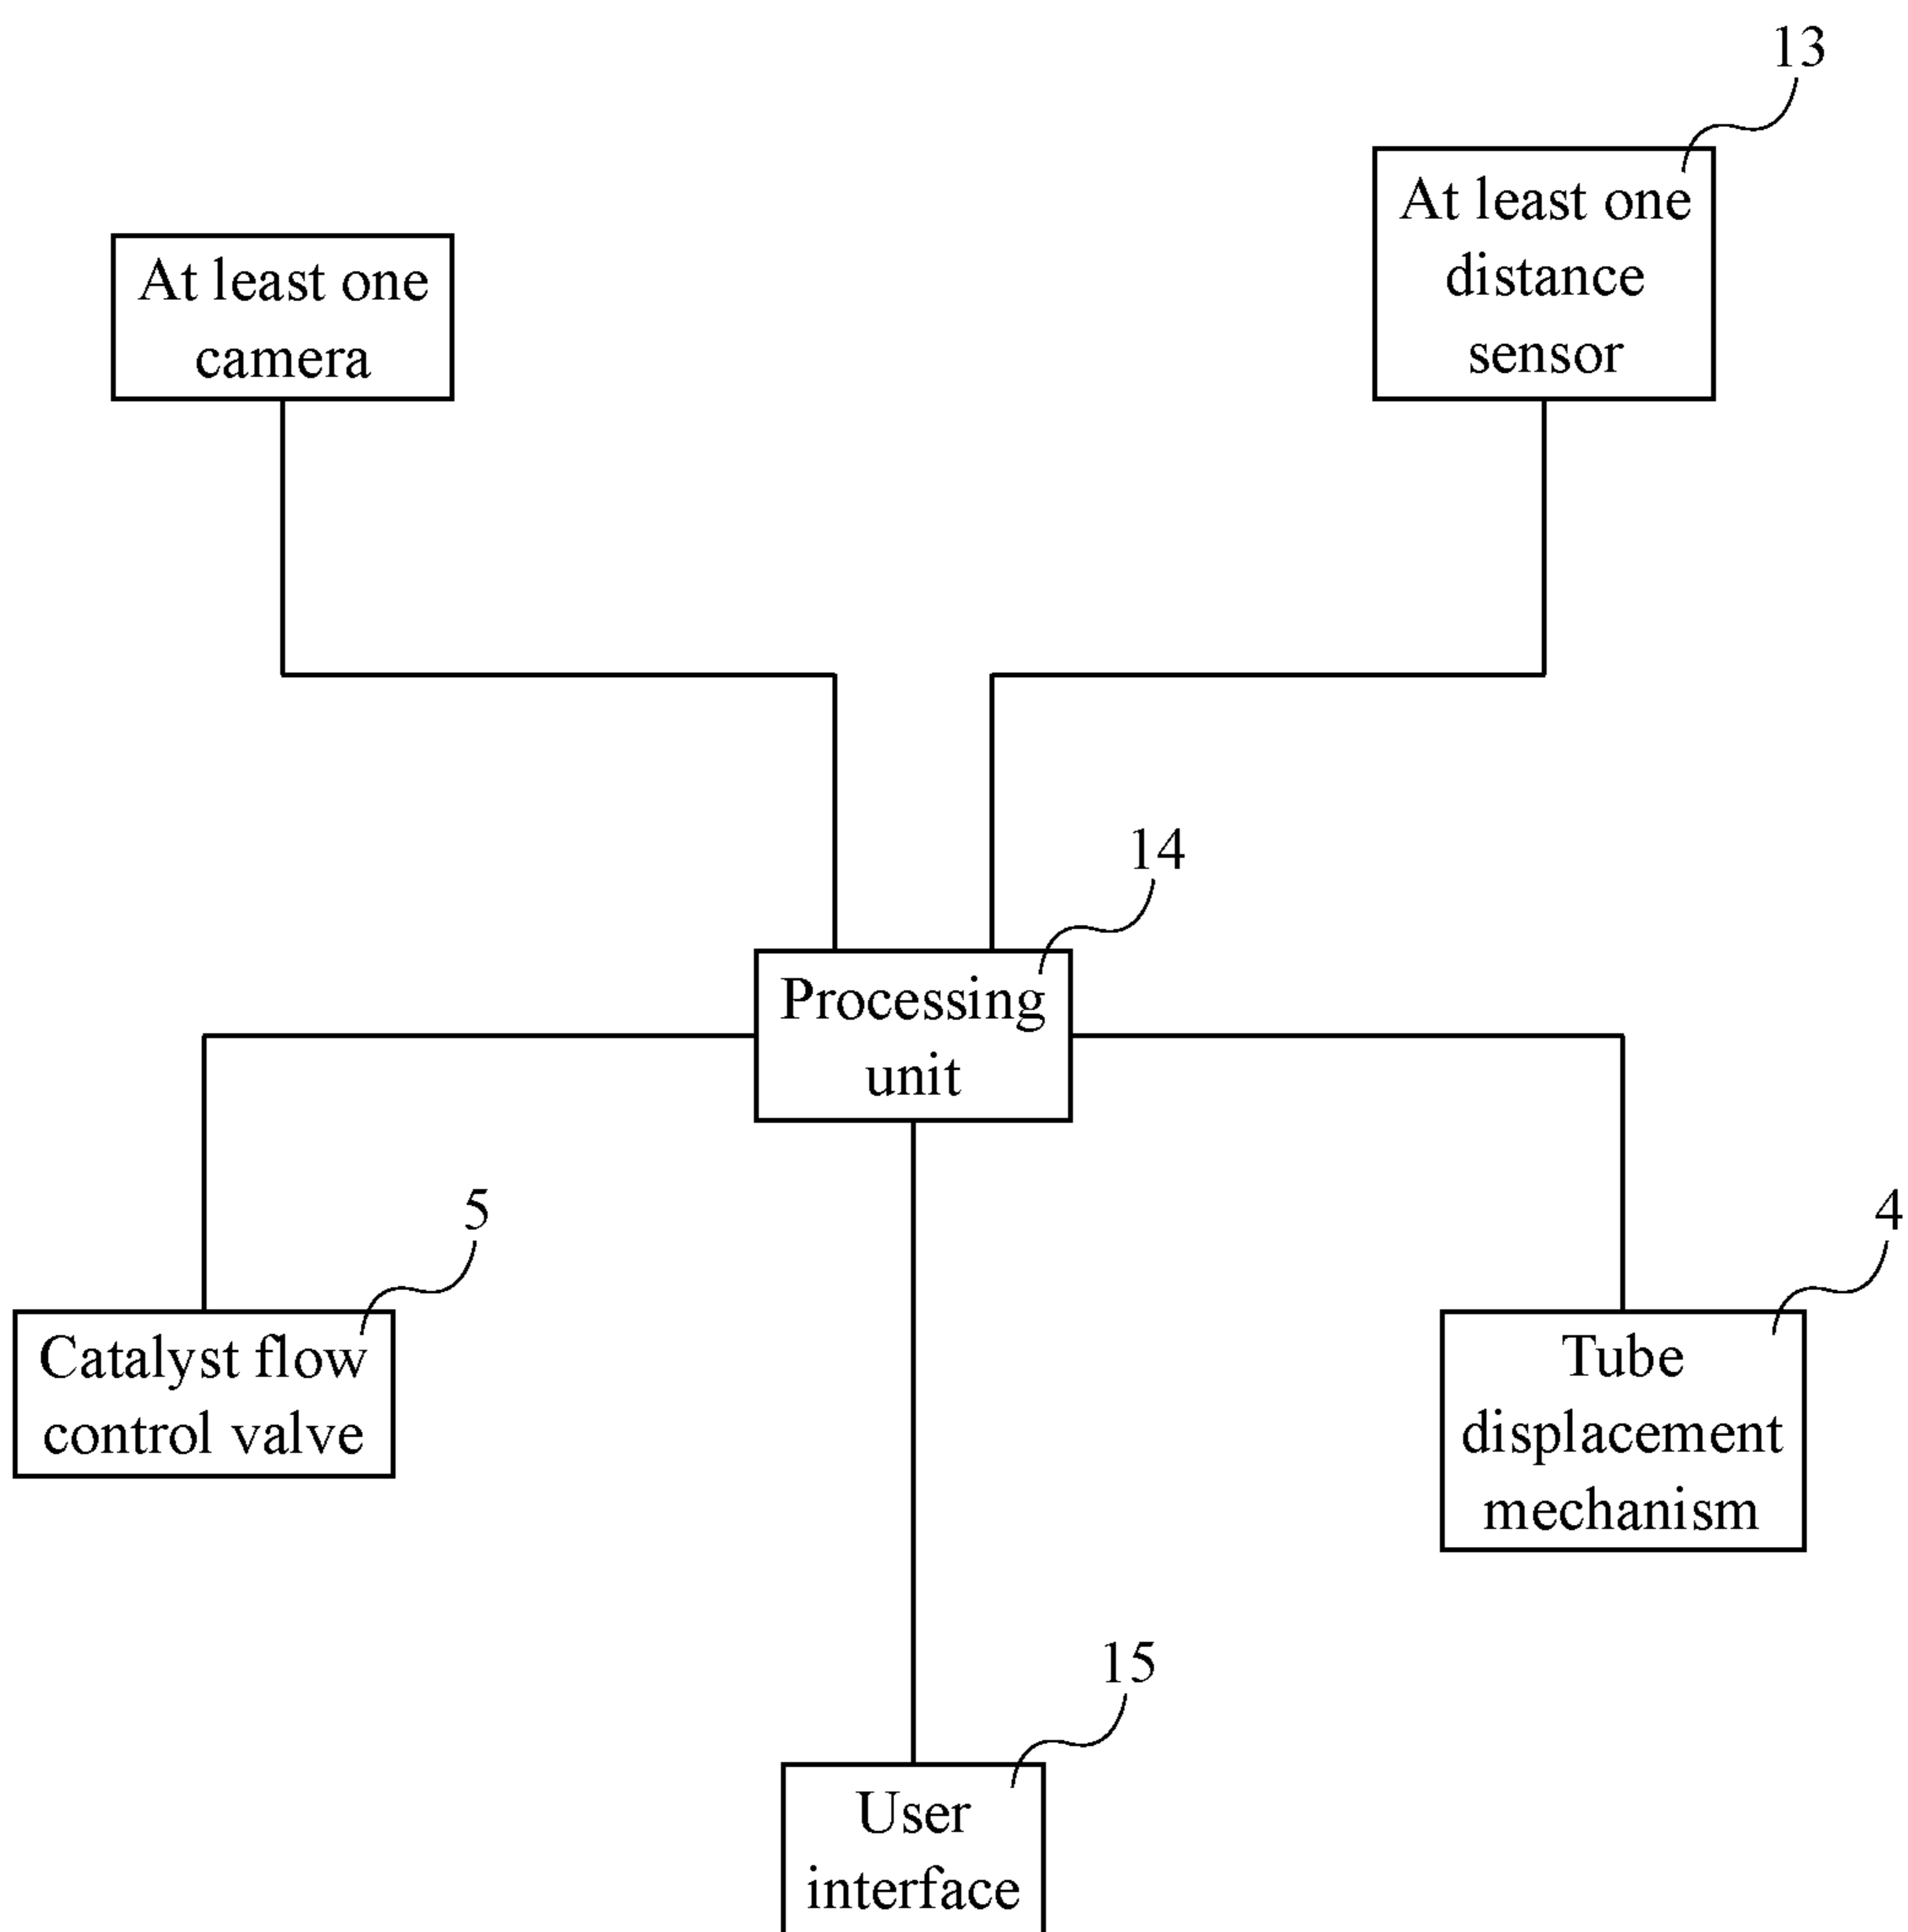 13
At least one
distance
sensor
At least one
camera
14
Processing
unit
5
Catalyst flow
control valve
4
Tube
displacement
mechanism
15
User
interface